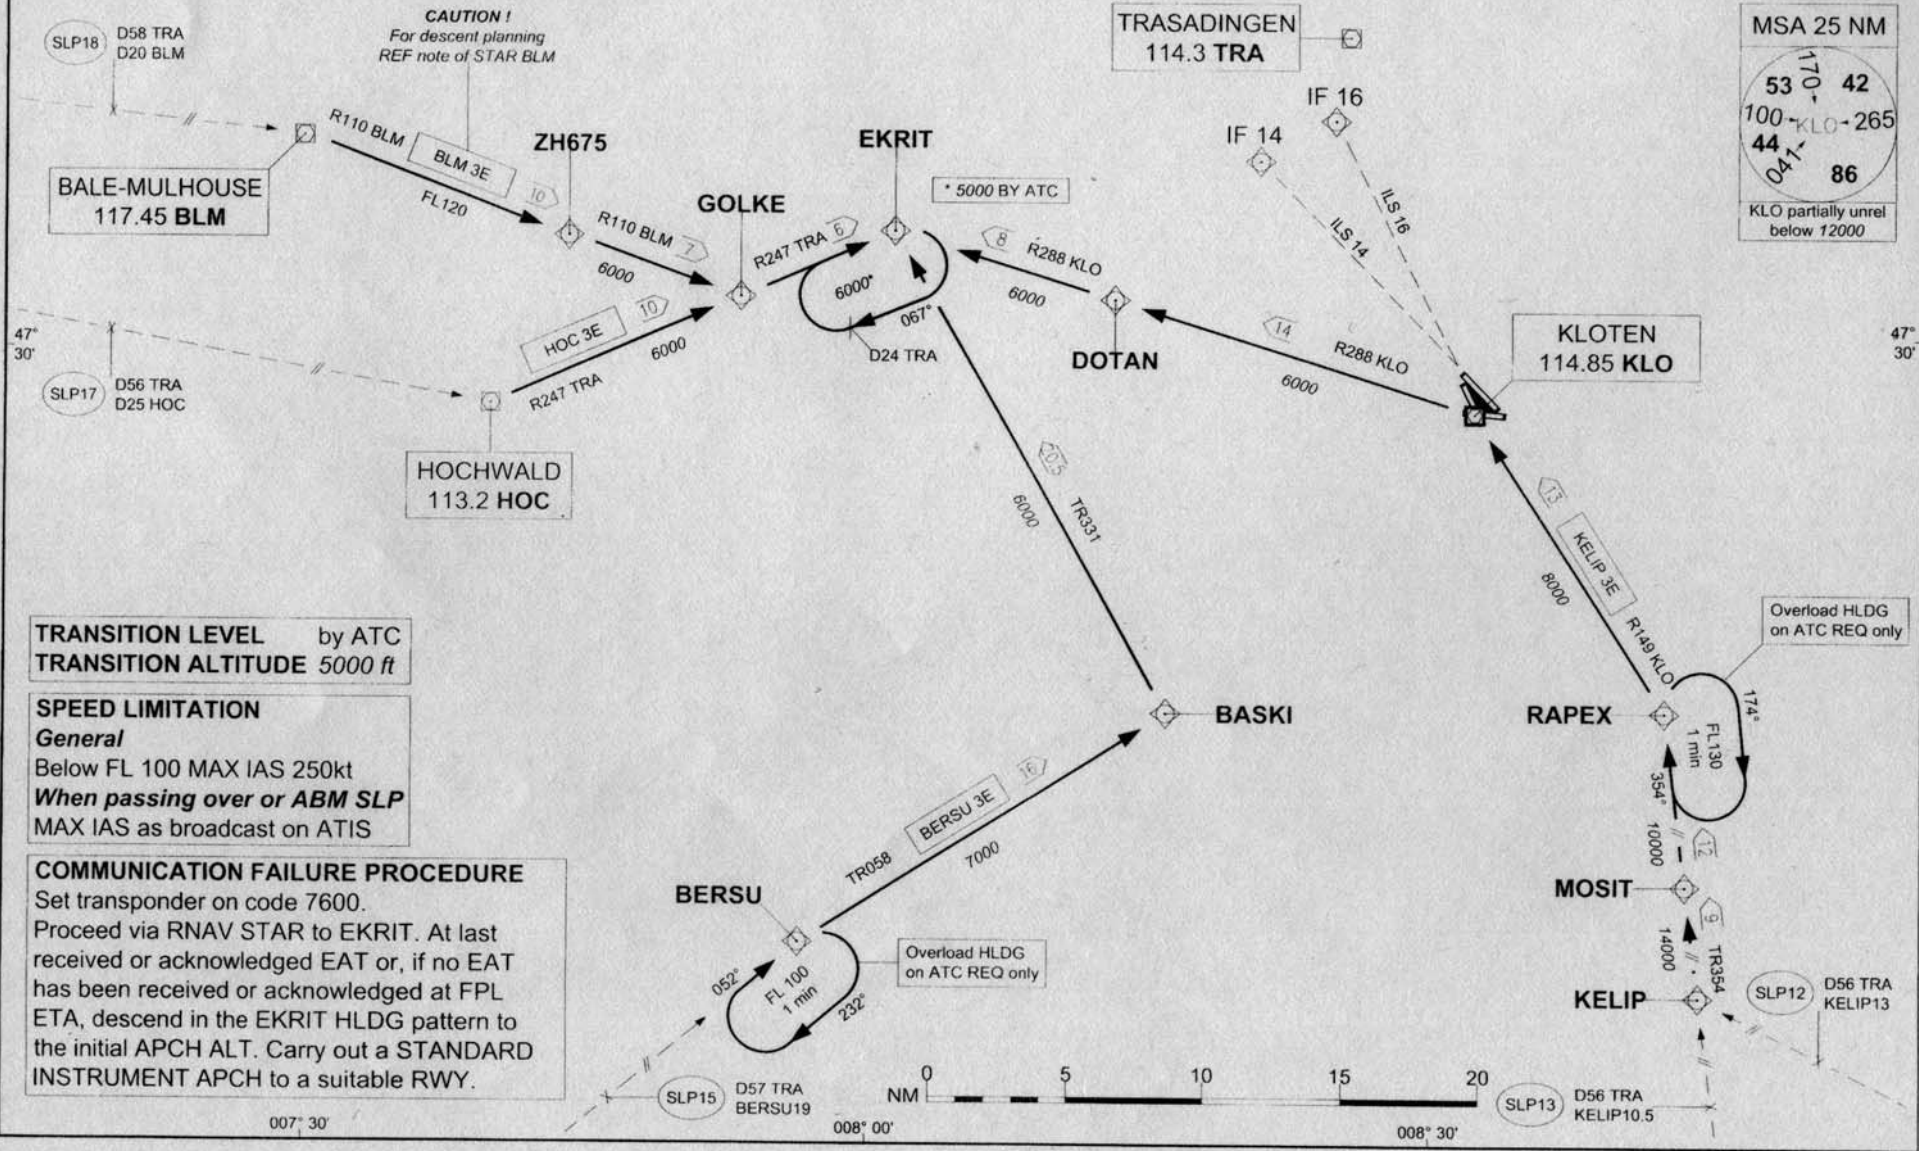 SLP18
D58 TRA
D20 BLM
CAUTION !
For descent planning
REF note of STAR BLM
TRASADINGEN
114.3 TRA
MSA 25 NM
170
53
42
100
KLO
265
44
041
86
KLO partially unrel
below 12000
IF 16
IF 14
ILS 16
ILS 14
BALE-MULHOUSE
117.45 BLM
R110 BLM
BLM 3E
10
FL120
ZH675
R110 BLM
7
6000
GOLKE
R247 TRA
6
EKRIT
* 5000 BY ATC
6000*
067°
D24 TRA
8
R288 KLO
6000
DOTAN
14
R288 KLO
6000
KLOTEN
114.85 KLO
47°
30'
47°
30'
SLP17
D56 TRA
D25 HOC
HOC 3E
10
6000
R247 TRA
HOCHWALD
113.2 HOC
20.5
6000
TR331
13
KELIP 3E
8000
R149 KLO
Overload HLDG
on ATC REQ only
TRANSITION LEVEL by ATC
TRANSITION ALTITUDE 5000 ft
SPEED LIMITATION
General
Below FL 100 MAX IAS 250kt
When passing over or ABM SLP
MAX IAS as broadcast on ATIS
COMMUNICATION FAILURE PROCEDURE
Set transponder on code 7600.
Proceed via RNAV STAR to EKRIT. At last
received or acknowledged EAT or, if no EAT
has been received or acknowledged at FPL
ETA, descend in the EKRIT HLDG pattern to
the initial APCH ALT. Carry out a STANDARD
INSTRUMENT APCH to a suitable RWY.
BASKI
RAPEX
174°
FL130
1 min
354°
10000
12
MOSIT
9
14000
TR354
KELIP
SLP12
D56 TRA
KELIP13
BERSU 3E
16
TR058
7000
BERSU
052°
FL 100
1 min
232°
Overload HLDG
on ATC REQ only
SLP15
D57 TRA
BERSU19
NM
0
5
10
15
20
SLP13
D56 TRA
KELIP10.5
007° 30'
008° 00'
008° 30'